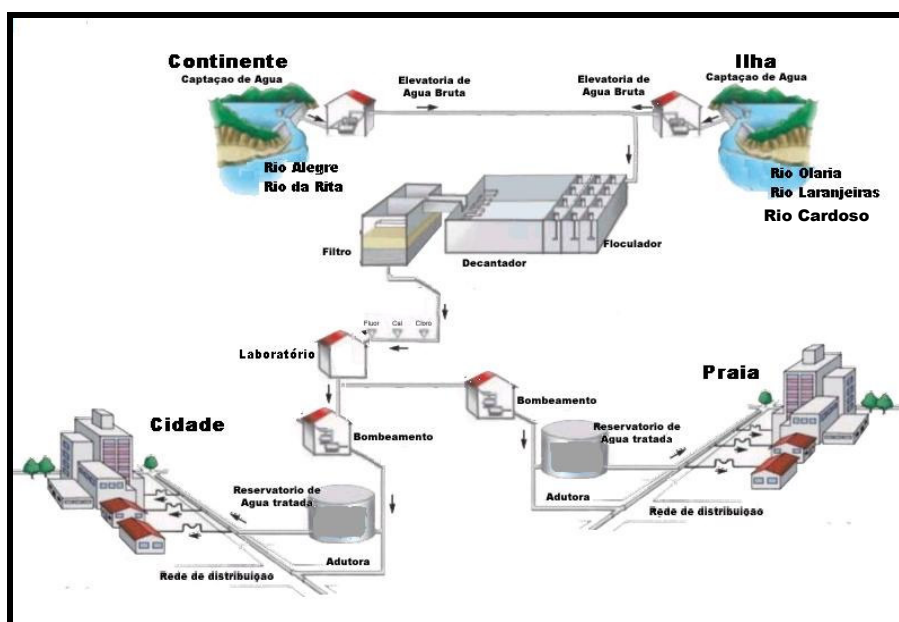 Continente
Captaçao de Agua
Elevatoria de
Agua Bruta
Elevatória de
Agua Bruta
Ilha
Captaçao de Agua
Rio Alegre
Rio da Rita
Rio Olaria
Rio Laranjeiras
Rio Cardoso
Filtro
Decantador
Floculador
Fluor
Cal
Cloro
Laboratório
Bombeamento
Praia
Reservatorio de
Agua tratada
Adutora
Rede de distribuiçao
Cidade
Bombeamento
Reservatorio de
Agua tratada
Adutora
Rede de distribuiçao